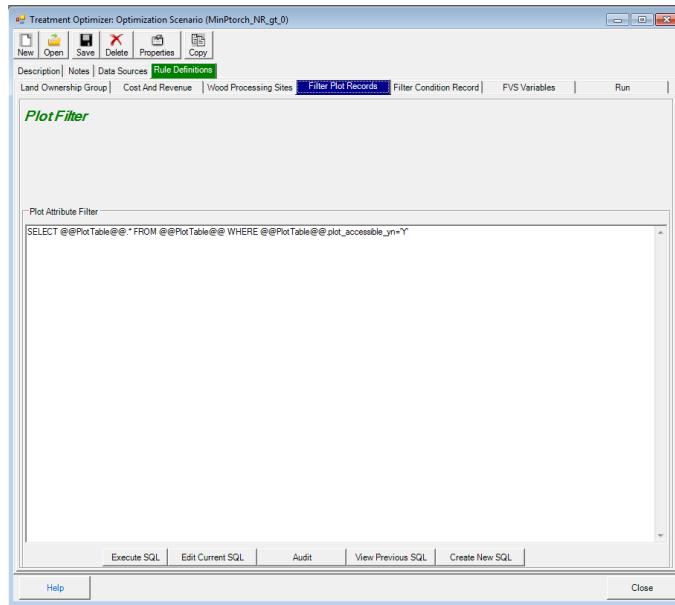 Treatment Optimizer: Optimization Scenario (MinPtorch_NR_gt_0)
New Open Save Delete Properties Copy
Description Notes Data Sources Rule Definitions
Land Ownership Group Cost And Revenue Wood Processing Sites Filter Plot Records Filter Condition Record FVS Variables Run
Plot Filter
Plot Attribute Filter
SELECT @@PlotTable@@.* FROM @@PlotTable@@ WHERE @@PlotTable@@.plot_accessible_yn='Y'
Execute SQL Edit Current SQL Audit View Previous SQL Create New SQL
Help Close